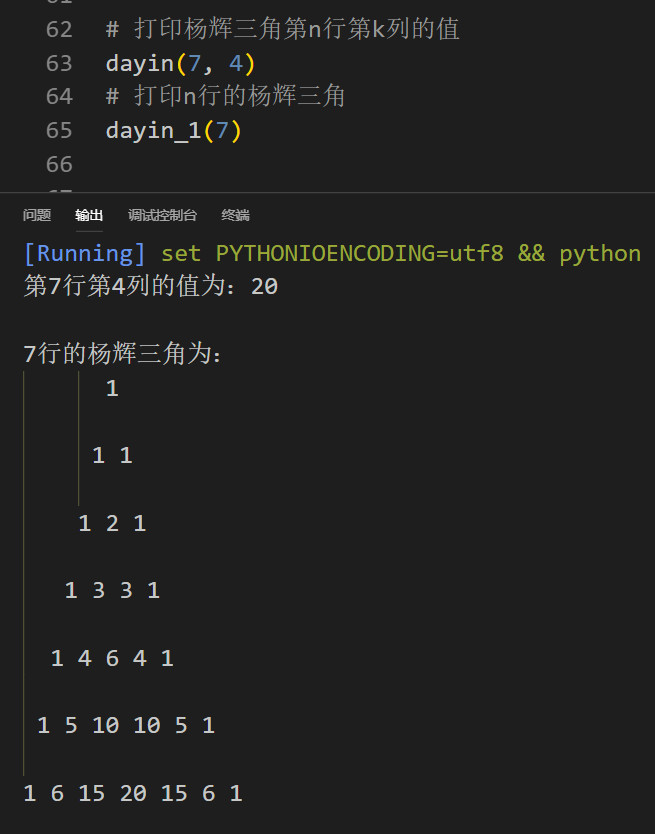 61
62 # 打印杨辉三角第n行第k列的值
63 dayin(7, 4)
64 # 打印n行的杨辉三角
65 dayin_1(7)
66
问题 输出 调试控制台 终端
[Running] set PYTHONIOENCODING=utf8 && python
第7行第4列的值为：20
7行的杨辉三角为：
1
1 1
1 2 1
1 3 3 1
1 4 6 4 1
1 5 10 10 5 1
1 6 15 20 15 6 1